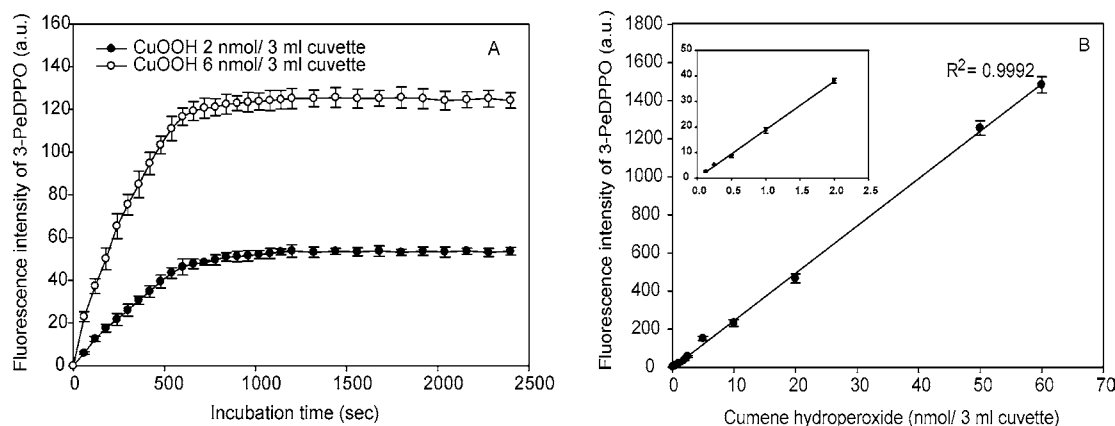 Fluorescence intensity of 3-PeDPPO (a.u.)
160
140
120
100
80
60
40
20
0
A
CuOOH 2 nmol/ 3 ml cuvette
CuOOH 6 nmol/ 3 ml cuvette
0 500 1000 1500 2000 2500
Incubation time (sec)
Fluorescence intensity of 3-PeDPPO (a.u.)
1800
1600
1400
1200
1000
800
600
400
200
0
B
R²= 0.9992
50
40
30
20
10
0
0.0 0.5 1.0 1.5 2.0 2.5
0 10 20 30 40 50 60 70
Cumene hydroperoxide (nmol/ 3 ml cuvette)